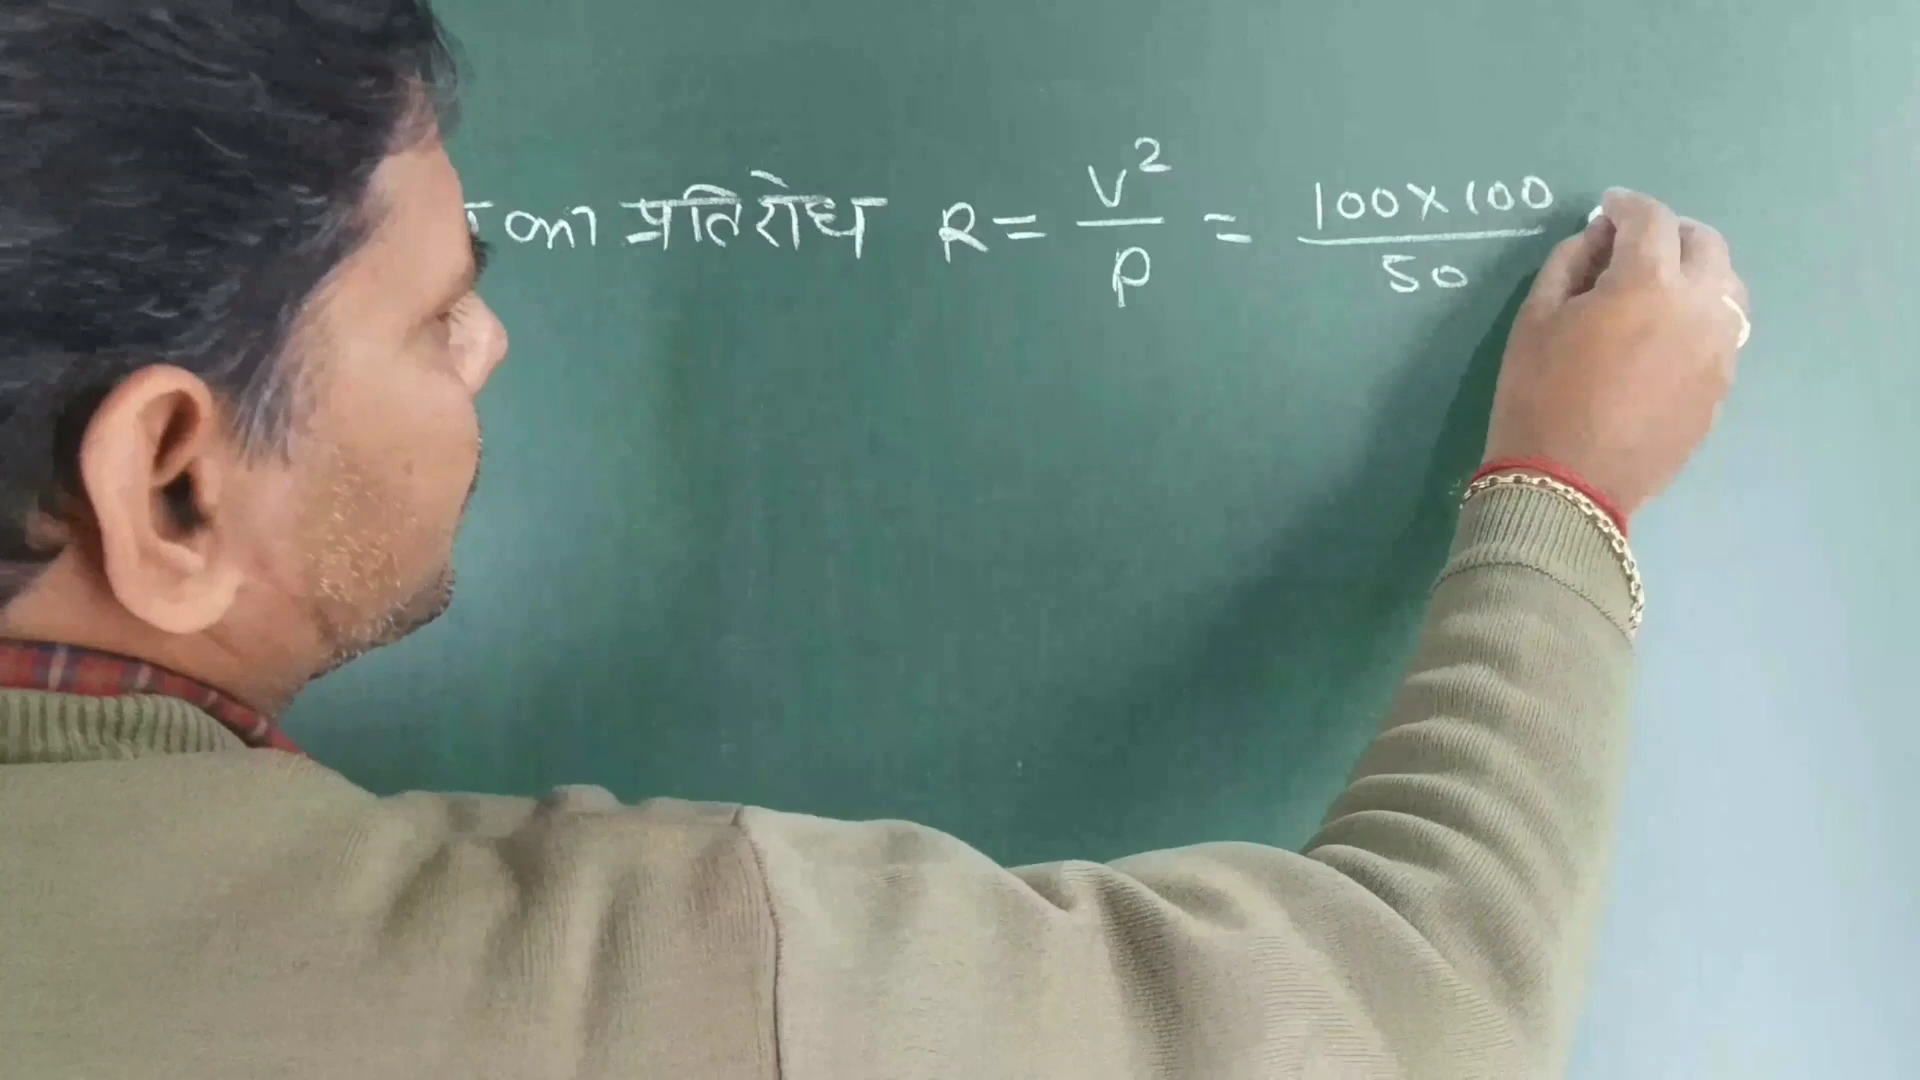 का प्रतिरोध R = V²/P = 100×100/50